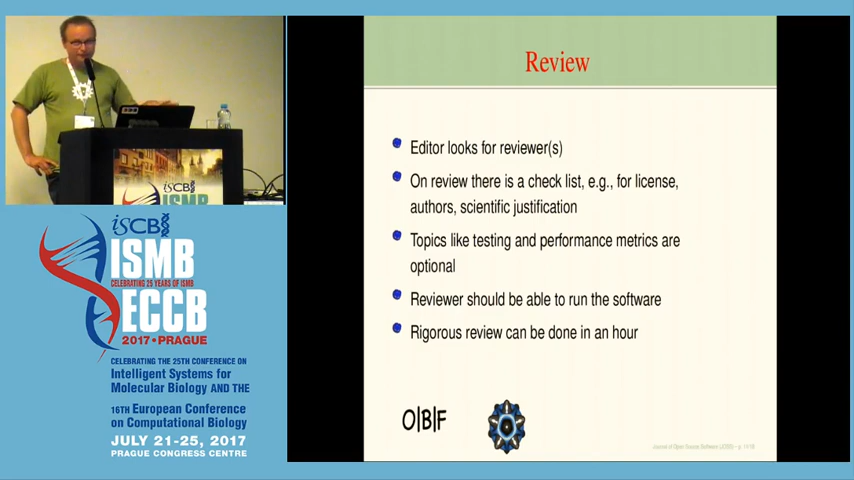 iSCB
ISMB
iSCB
ISMB
CELEBRATING 25 YEARS OF ISMB
ECCB
2017 • PRAGUE
CELEBRATING THE 25TH CONFERENCE ON
Intelligent Systems for
Molecular Biology AND THE
16TH European Conference
on Computational Biology
JULY 21-25, 2017
PRAGUE CONGRESS CENTRE
Review
Editor looks for reviewer(s)
On review there is a check list, e.g., for license,
authors, scientific justification
Topics like testing and performance metrics are
optional
Reviewer should be able to run the software
Rigorous review can be done in an hour
O|B|F